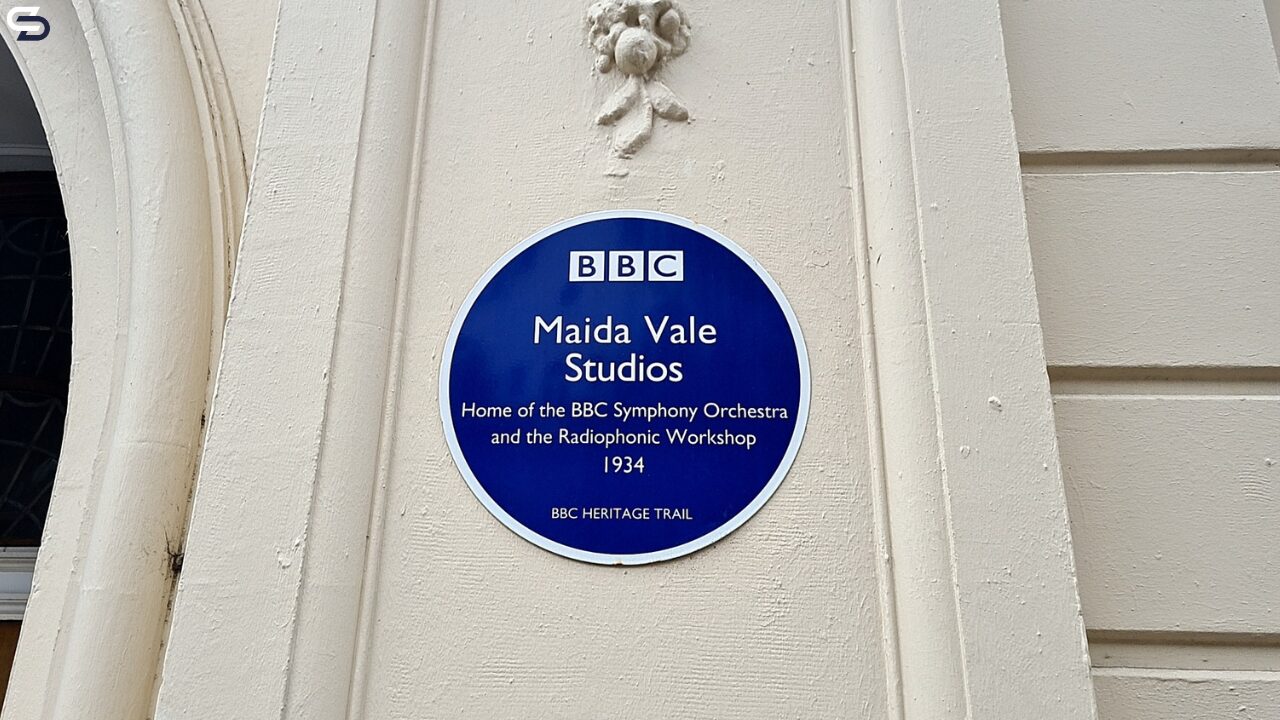 BBC
Maida Vale
Studios
Home of the BBC Symphony Orchestra
and the Radiophonic Workshop
1934
BBC HERITAGE TRAIL